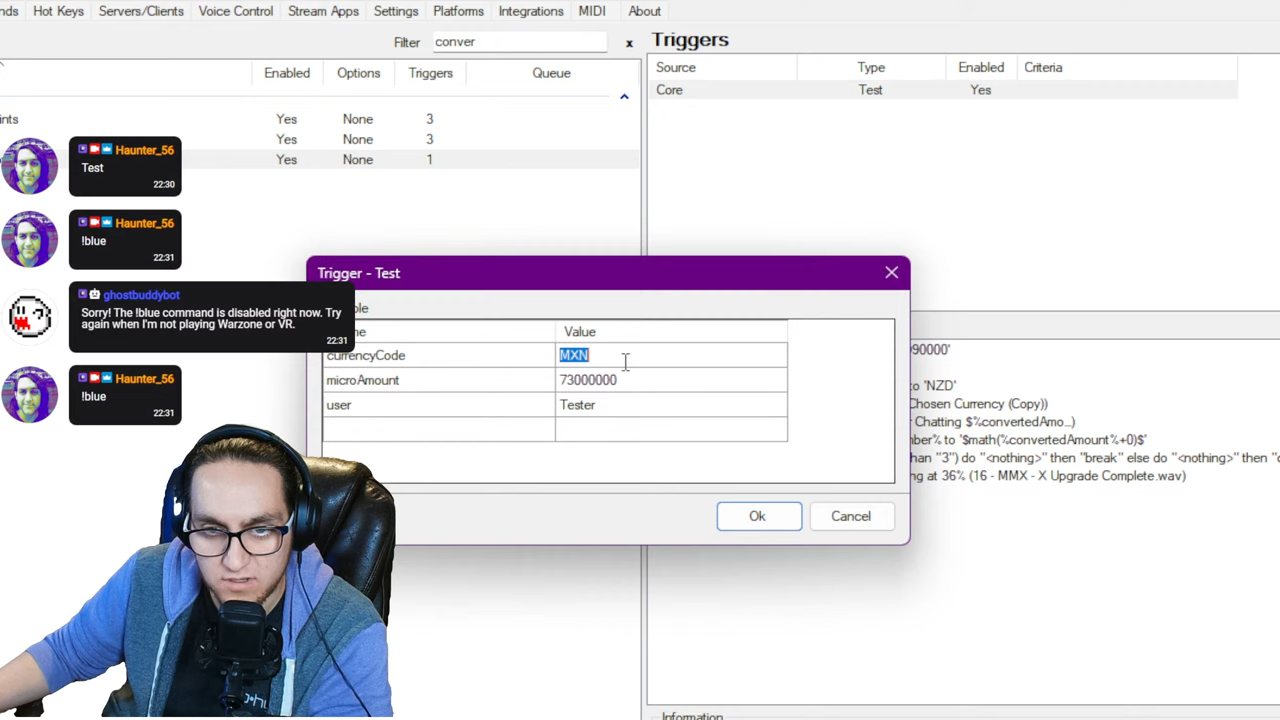 nds Hot Keys Servers/Clients Voice Control Stream Apps Settings Platforms Integrations MIDI About
Filter conver x
Enabled Options Triggers Queue
ints Yes None 3
Yes None 3
Yes None 1
Triggers
Source Type Enabled Criteria
Core Test Yes
Haunter_56
Test
22:30
Haunter_56
!blue
22:31
ghostbuddybot
Sorry! The !blue command is disabled right now. Try
again when I'm not playing Warzone or VR.
22:31
Haunter_56
!blue
22:31
Trigger - Test
ble
me Value
currencyCode MXN
microAmount 73000000
user Tester
Ok Cancel
90000'
to 'NZD'
Chosen Currency (Copy))
r Chatting $%convertedAmo...)
nber% to '$math(%convertedAmount%+0)$'
han "3") do "<nothing>" then "break" else do "<nothing>" then "c
ng at 36% (16 - MMX - X Upgrade Complete.wav)
Information